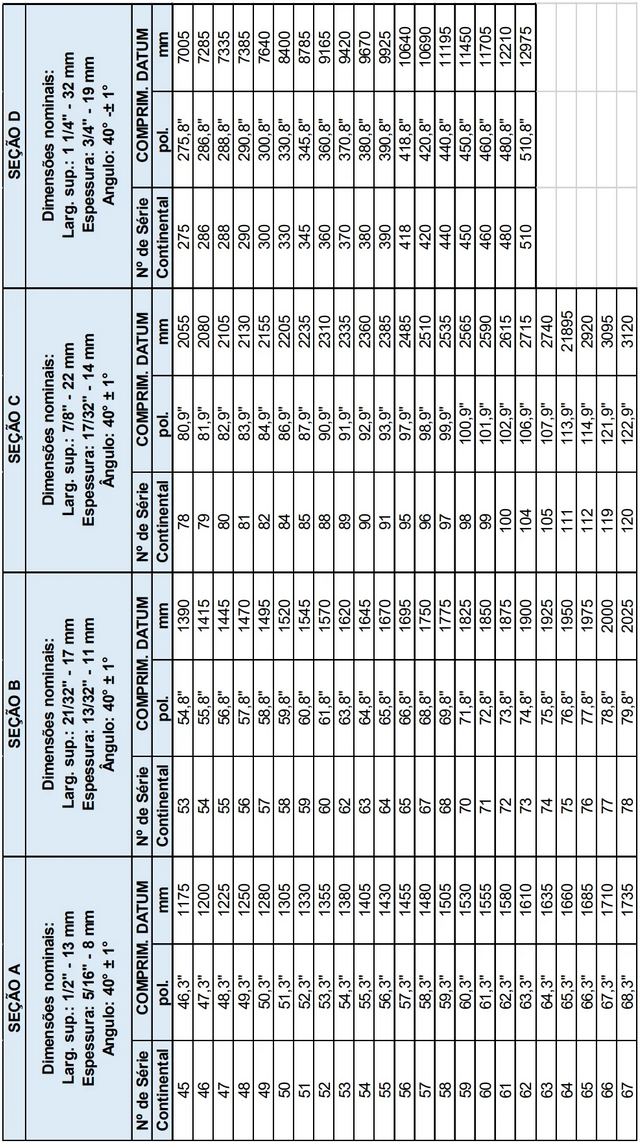 SEÇÃO A SEÇÃO B SEÇÃO C SEÇÃO D
Dimensões nominais: Dimensões nominais: Dimensões nominais: Dimensões nominais:
Larg. sup.: 1/2" - 13 mm Larg. sup.: 21/32" - 17 mm Larg. sup.: 7/8" - 22 mm Larg. sup.: 1 1/4" - 32 mm
Espessura: 5/16" - 8 mm Espessura: 13/32" - 11 mm Espessura: 17/32" - 14 mm Espessura: 3/4" - 19 mm
Ângulo: 40° ± 1° Ângulo: 40° ± 1° Ângulo: 40° ± 1° Ângulo: 40° -± 1°
Nº de Série COMPRIM. DATUM Nº de Série COMPRIM. DATUM Nº de Série COMPRIM. DATUM Nº de Série COMPRIM. DATUM
Continental pol. mm Continental pol. mm Continental pol. mm Continental pol. mm
45 46,3" 1175 53 54,8" 1390 78 80,9" 2055 275 275,8" 7005
46 47,3" 1200 54 55,8" 1415 79 81,9" 2080 286 286,8" 7285
47 48,3" 1225 55 56,8" 1445 80 82,9" 2105 288 288,8" 7335
48 49,3" 1250 56 57,8" 1470 81 83,9" 2130 290 290,8" 7385
49 50,3" 1280 57 58,8" 1495 82 84,9" 2155 300 300,8" 7640
50 51,3" 1305 58 59,8" 1520 84 86,9" 2205 330 330,8" 8400
51 52,3" 1330 59 60,8" 1545 85 87,9" 2235 345 345,8" 8785
52 53,3" 1355 60 61,8" 1570 88 90,9" 2310 360 360,8" 9165
53 54,3" 1380 62 63,8" 1620 89 91,9" 2335 370 370,8" 9420
54 55,3" 1405 63 64,8" 1645 90 92,9" 2360 380 380,8" 9670
55 56,3" 1430 64 65,8" 1670 91 93,9" 2385 390 390,8" 9925
56 57,3" 1455 65 66,8" 1695 95 97,9" 2485 418 418,8" 10640
57 58,3" 1480 67 68,8" 1750 96 98,9" 2510 420 420,8" 10690
58 59,3" 1505 68 69,8" 1775 97 99,9" 2535 440 440,8" 11195
59 60,3" 1530 70 71,8" 1825 98 100,9" 2565 450 450,8" 11450
60 61,3" 1555 71 72,8" 1850 99 101,9" 2590 460 460,8" 11705
61 62,3" 1580 72 73,8" 1875 100 102,9" 2615 480 480,8" 12210
62 63,3" 1610 73 74,8" 1900 104 106,9" 2715 510 510,8" 12975
63 64,3" 1635 74 75,8" 1925 105 107,9" 2740
64 65,3" 1660 75 76,8" 1950 111 113,9" 21895
65 66,3" 1685 76 77,8" 1975 112 114,9" 2920
66 67,3" 1710 77 78,8" 2000 119 121,9" 3095
67 68,3" 1735 78 79,8" 2025 120 122,9" 3120